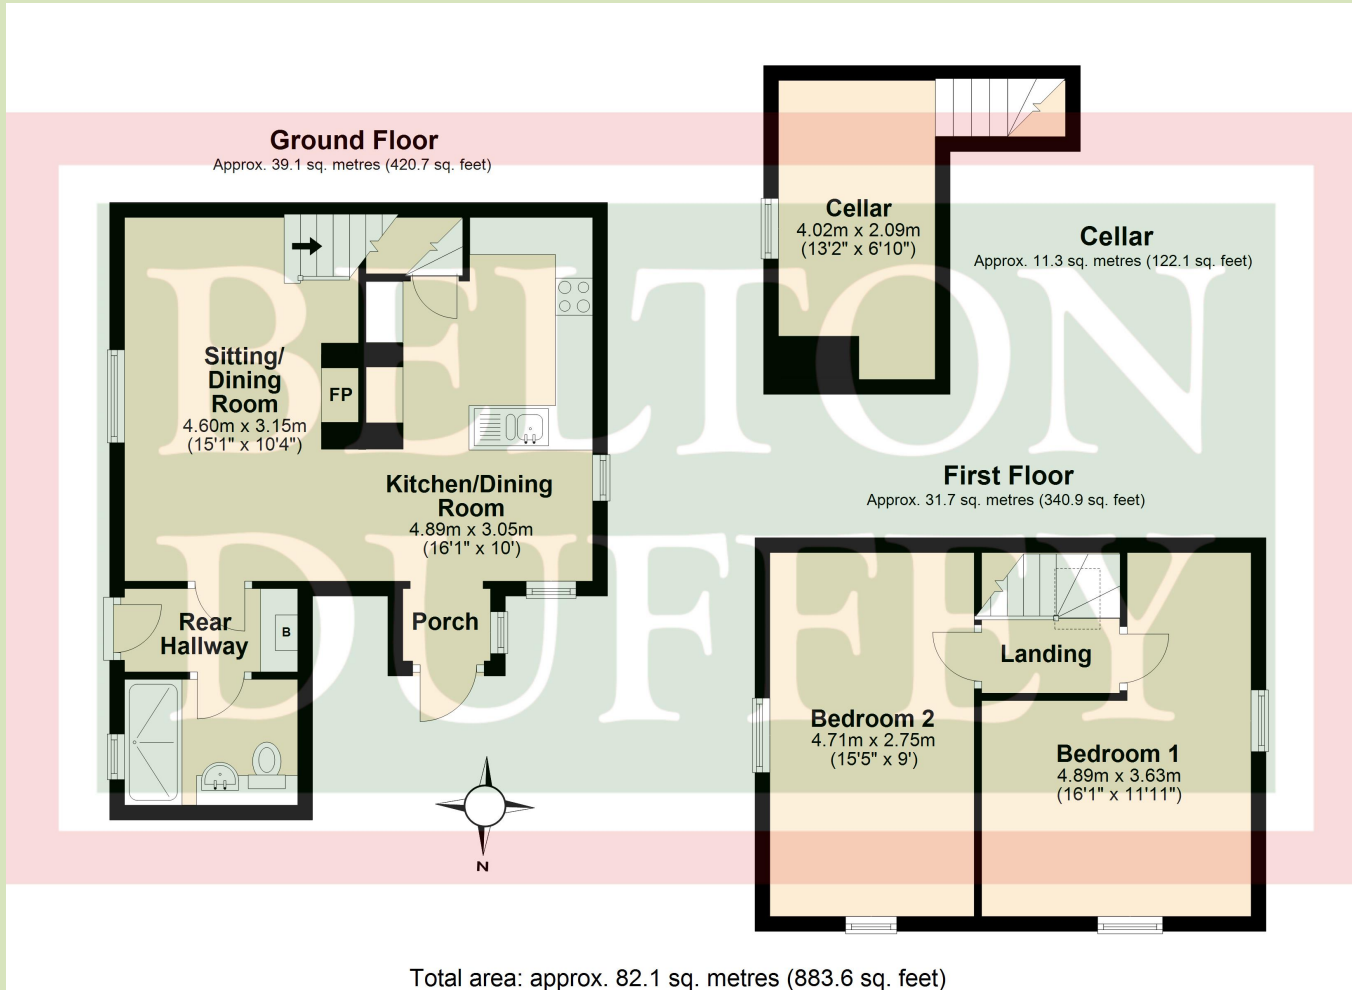 Ground Floor
Approx. 39.1 sq. metres (420.7 sq. feet)
Sitting/
Dining
Room
4.60m x 3.15m
(15'1" x 10'4")
FP
Kitchen/Dining
Room
4.89m x 3.05m
(16'1" x 10')
Rear
Hallway
B
Porch
N
Cellar
4.02m x 2.09m
(13'2" x 6'10")
Cellar
Approx. 11.3 sq. metres (122.1 sq. feet)
First Floor
Approx. 31.7 sq. metres (340.9 sq. feet)
Landing
Bedroom 2
4.71m x 2.75m
(15'5" x 9')
Bedroom 1
4.89m x 3.63m
(16'1" x 11'11")
BELTON
DUFFEY
Total area: approx. 82.1 sq. metres (883.6 sq. feet)